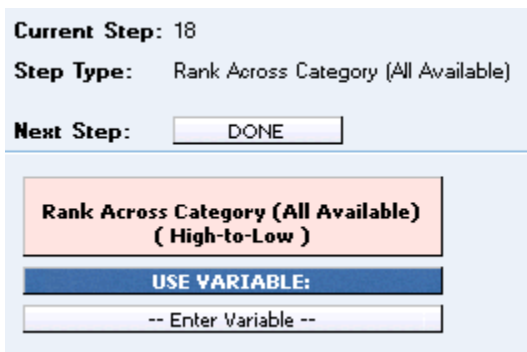 Current Step: 18
Step Type: Rank Across Category (All Available)
Next Step: DONE
Rank Across Category (All Available)
( High-to-Low )
USE VARIABLE:
-- Enter Variable --